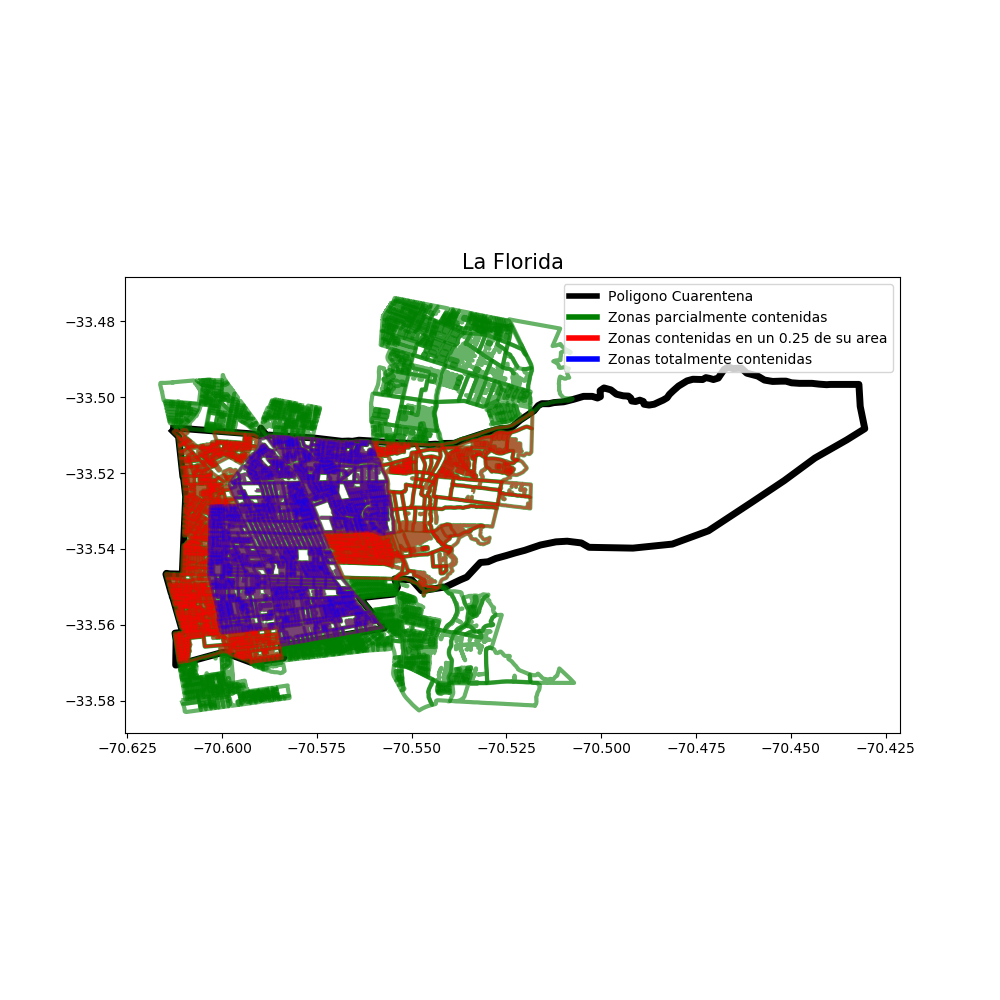 La Florida
Poligono Cuarentena
Zonas parcialmente contenidas
Zonas contenidas en un 0.25 de su area
Zonas totalmente contenidas
−33.48
−33.50
−33.52
−33.54
−33.56
−33.58
−70.625 −70.600 −70.575 −70.550 −70.525 −70.500 −70.475 −70.450 −70.425